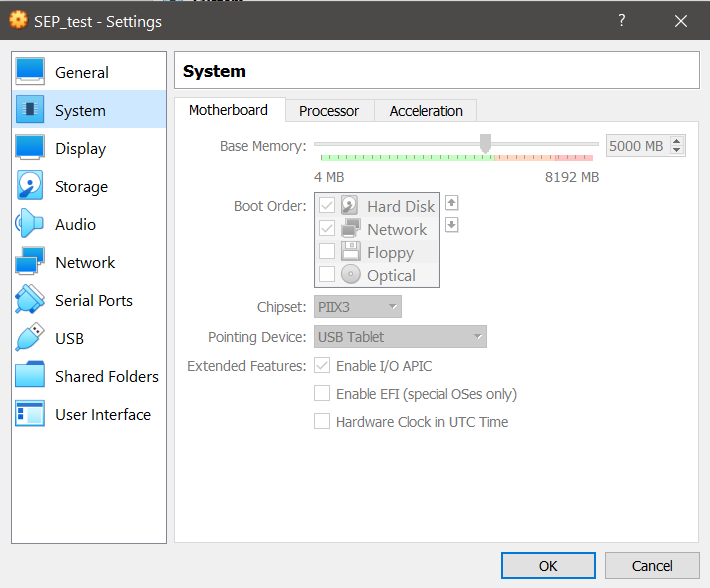 SEP_test - Settings
?
General
System
Display
Storage
Audio
Network
Serial Ports
USB
Shared Folders
User Interface
System
Motherboard
Processor
Acceleration
Base Memory:
5000 MB
4 MB
8192 MB
Boot Order:
Hard Disk
Network
Floppy
Optical
Chipset:
PIIX3
Pointing Device:
USB Tablet
Extended Features:
Enable I/O APIC
Enable EFI (special OSes only)
Hardware Clock in UTC Time
OK
Cancel